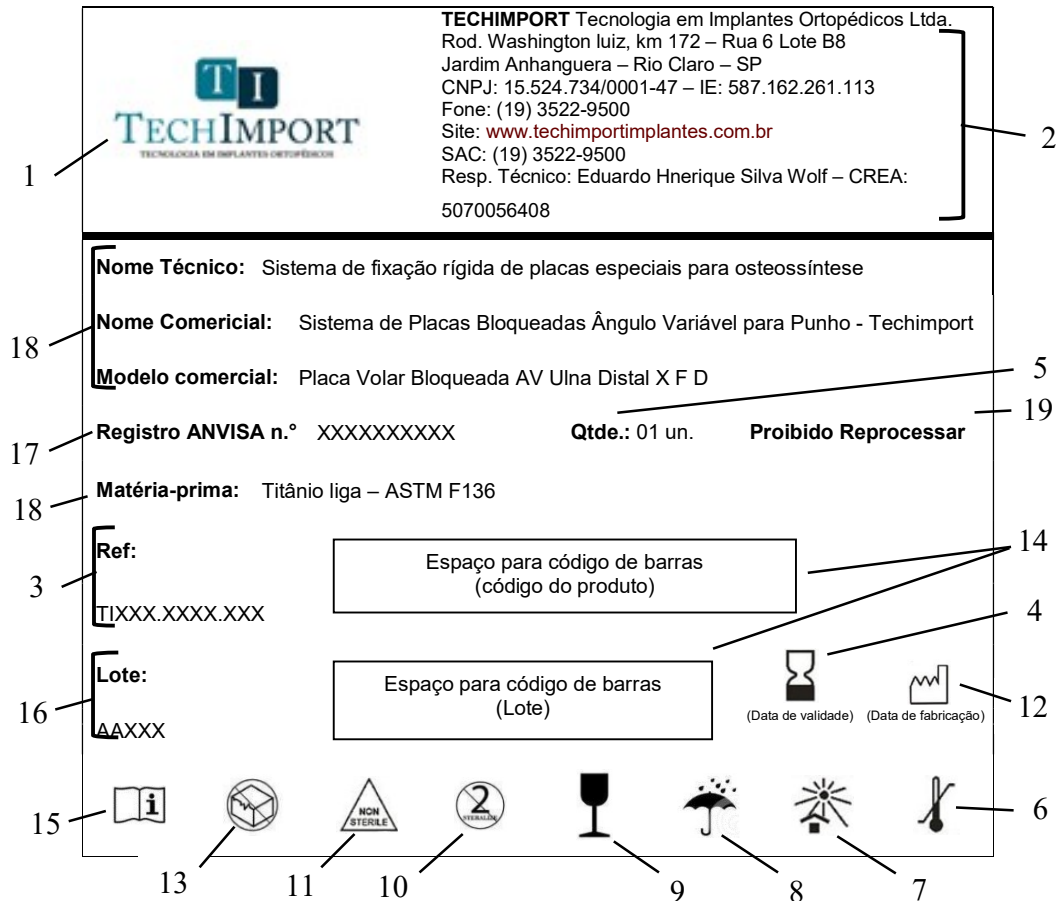 TECHIMPORT Tecnologia em Implantes Ortopédicos Ltda.
Rod. Washington luiz, km 172 – Rua 6 Lote B8
Jardim Anhanguera – Rio Claro – SP
CNPJ: 15.524.734/0001-47 – IE: 587.162.261.113
Fone: (19) 3522-9500
Site: www.techimportimplantes.com.br
SAC: (19) 3522-9500
Resp. Técnico: Eduardo Hnerique Silva Wolf – CREA:
5070056408
TI
TECHIMPORT
TECNOLOGIA EM IMPLANTES ORTOPÉDICOS
1
2
Nome Técnico: Sistema de fixação rígida de placas especiais para osteossíntese
Nome Comericial: Sistema de Placas Bloqueadas Ângulo Variável para Punho - Techimport
18
Modelo comercial: Placa Volar Bloqueada AV Ulna Distal X F D
5
19
Registro ANVISA n.° XXXXXXXXXX Qtde.: 01 un. Proibido Reprocessar
17
Matéria-prima: Titânio liga – ASTM F136
18
Ref:
Espaço para código de barras
(código do produto)
14
3
TIXXX.XXXX.XXX
4
Lote:
Espaço para código de barras
(Lote)
16
AAXXX
(Data de validade) (Data de fabricação)
12
i
NON
STERILE
2
STERILIZE
15
6
13
11
10
9
8
7